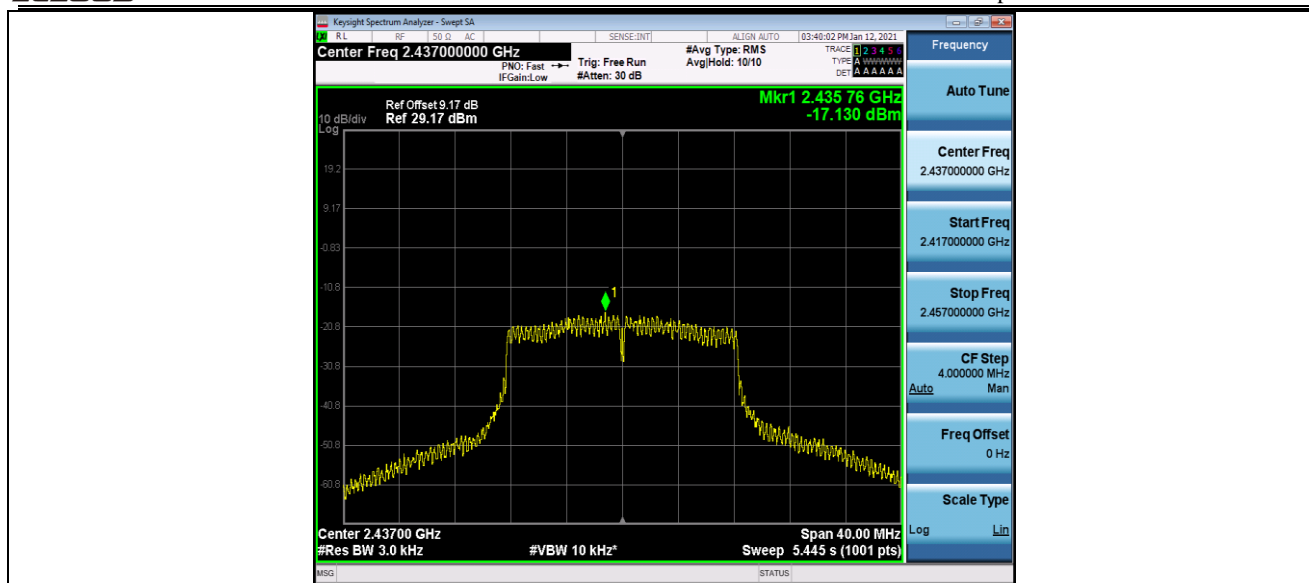 Keysight Spectrum Analyzer - Swept SA
RL RF 50 Ω AC SENSE:INT ALIGN AUTO 03:40:02 PM Jan 12, 2021
Center Freq 2.437000000 GHz
PNO: Fast
IFGain:Low
Trig: Free Run
#Atten: 30 dB
#Avg Type: RMS
Avg|Hold: 10/10
TRACE 1 2 3 4 5 6
TYPE A WWWWW
DET A A A A A A
Ref Offset 9.17 dB
Ref 29.17 dBm
10 dB/div
Log
Mkr1 2.435 76 GHz
-17.130 dBm
19.2
9.17
-0.83
-10.8
-20.8
-30.8
-40.8
-50.8
-60.8
1
Center 2.43700 GHz
Span 40.00 MHz
#Res BW 3.0 kHz
#VBW 10 kHz*
Sweep 5.445 s (1001 pts)
MSG
STATUS
Frequency
Auto Tune
Center Freq
2.437000000 GHz
Start Freq
2.417000000 GHz
Stop Freq
2.457000000 GHz
CF Step
4.000000 MHz
Auto Man
Freq Offset
0 Hz
Scale Type
Log Lin